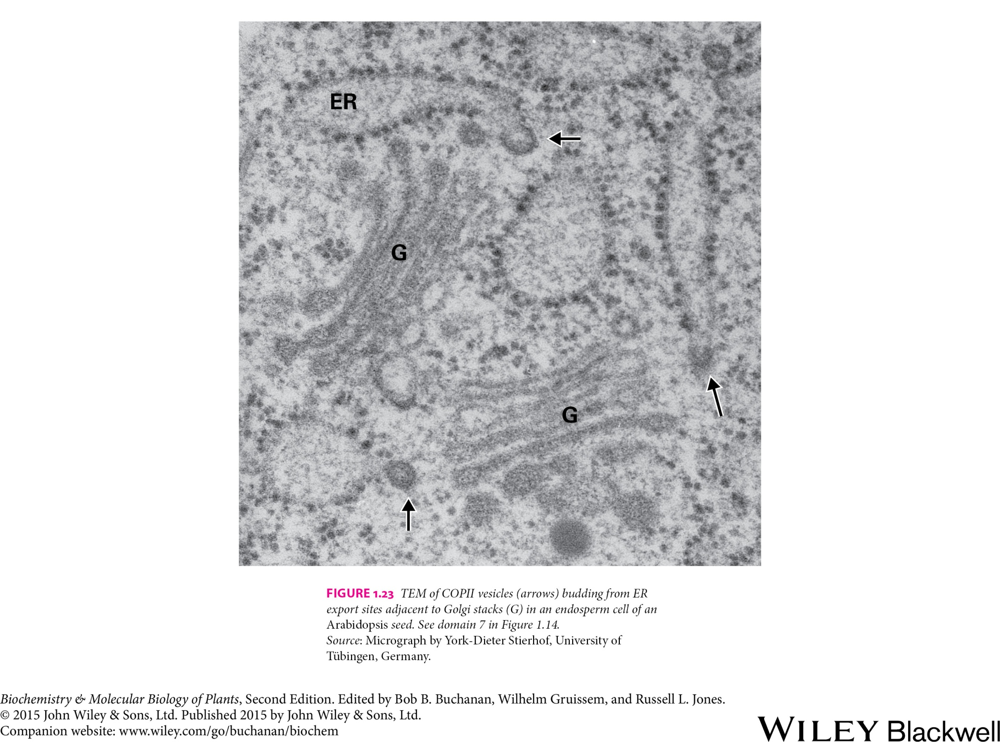 ER
G
G
FIGURE 1.23 TEM of COPII vesicles (arrows) budding from ER
export sites adjacent to Golgi stacks (G) in an endosperm cell of an
Arabidopsis seed. See domain 7 in Figure 1.14.
Source: Micrograph by York-Dieter Stierhof, University of
Tübingen, Germany.
Biochemistry & Molecular Biology of Plants, Second Edition. Edited by Bob B. Buchanan, Wilhelm Gruissem, and Russell L. Jones.
© 2015 John Wiley & Sons, Ltd. Published 2015 by John Wiley & Sons, Ltd.
Companion website: www.wiley.com/go/buchanan/biochem
WILEY Blackwell